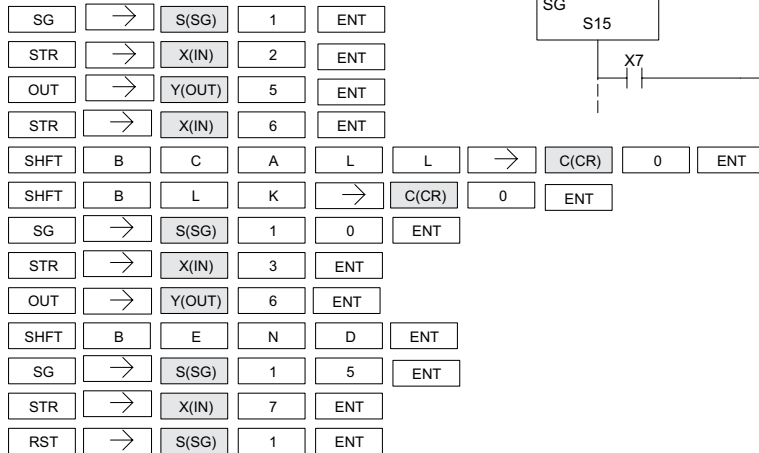 SG → S(SG) 1 ENT
STR → X(IN) 2 ENT
OUT → Y(OUT) 5 ENT
STR → X(IN) 6 ENT
SHFT B C A L L → C(CR) 0 ENT
SHFT B L K → C(CR) 0 ENT
SG → S(SG) 1 0 ENT
STR → X(IN) 3 ENT
OUT → Y(OUT) 6 ENT
SHFT B E N D ENT
SG → S(SG) 1 5 ENT
STR → X(IN) 7 ENT
RST → S(SG) 1 ENT
SG
S15
X7